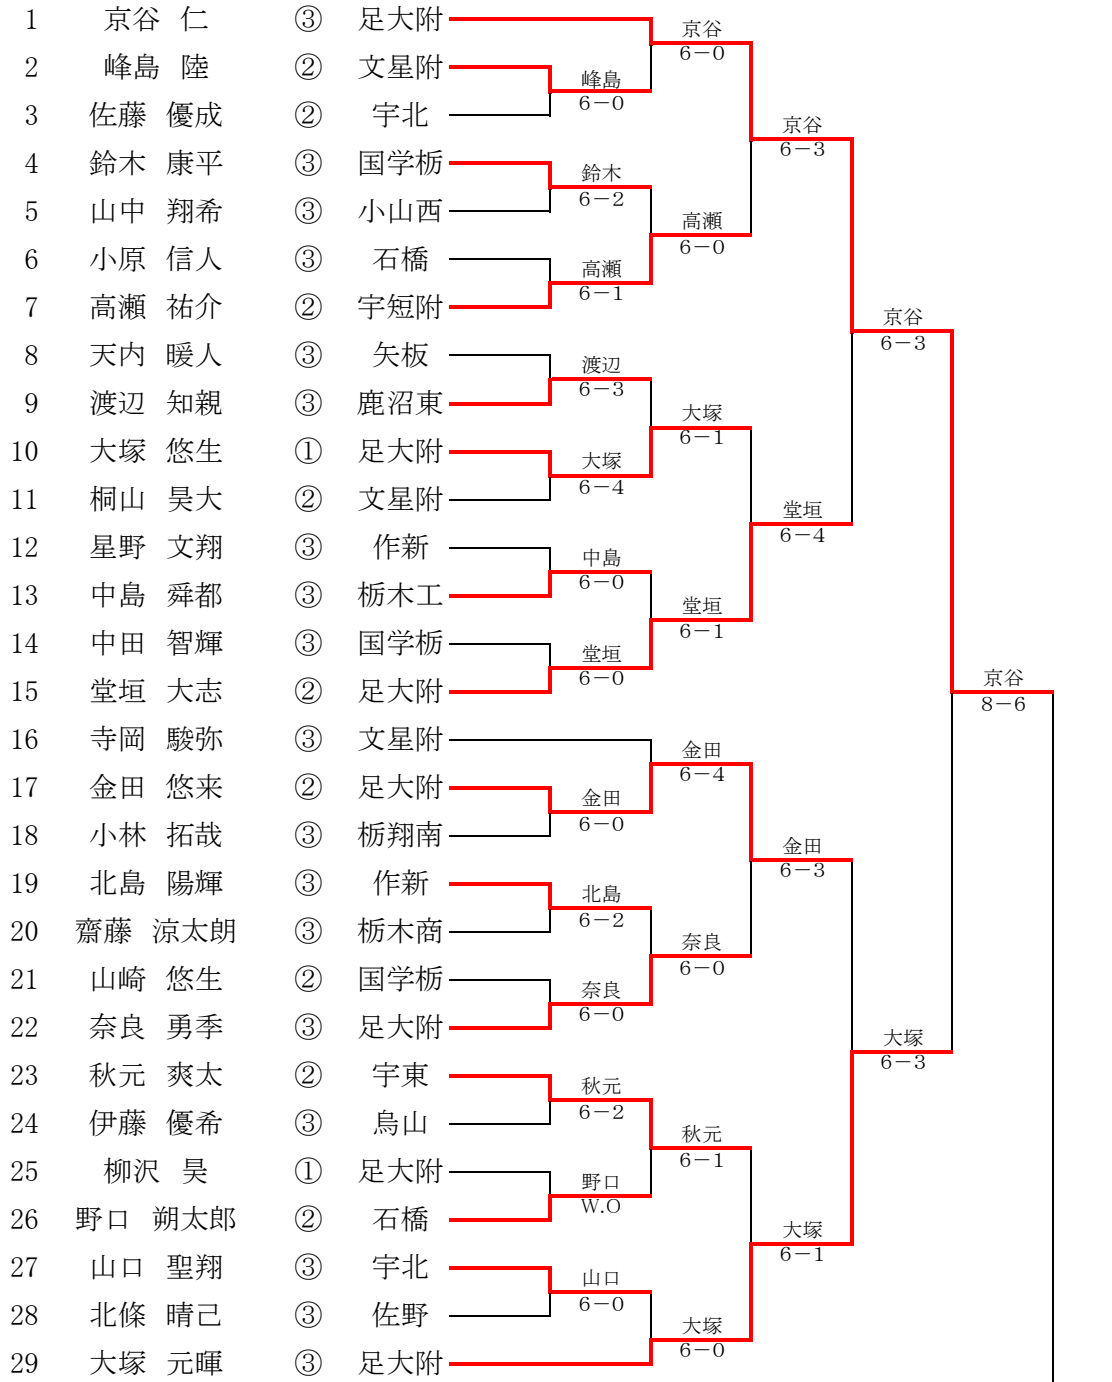 1 京谷 仁 ③ 足大附
京谷
6－0
2 峰島 陸 ② 文星附
峰島
6－0
3 佐藤 優成 ② 宇北
京谷
6－3
4 鈴木 康平 ③ 国学栃
鈴木
6－2
5 山中 翔希 ③ 小山西
高瀬
6－0
6 小原 信人 ③ 石橋
高瀬
6－1
7 高瀬 祐介 ② 宇短附
京谷
6－3
8 天内 暖人 ③ 矢板
渡辺
6－3
9 渡辺 知親 ③ 鹿沼東
大塚
6－1
10 大塚 悠生 ① 足大附
大塚
6－4
11 桐山 昊大 ② 文星附
堂垣
6－4
12 星野 文翔 ③ 作新
中島
6－0
13 中島 舜都 ③ 栃木工
堂垣
6－1
14 中田 智輝 ③ 国学栃
堂垣
6－0
15 堂垣 大志 ② 足大附
京谷
8－6
16 寺岡 駿弥 ③ 文星附
金田
6－4
17 金田 悠来 ② 足大附
金田
6－0
18 小林 拓哉 ③ 栃翔南
金田
6－3
19 北島 陽輝 ③ 作新
北島
6－2
20 齋藤 涼太朗 ③ 栃木商
奈良
6－0
21 山崎 悠生 ② 国学栃
奈良
6－0
22 奈良 勇季 ③ 足大附
大塚
6－3
23 秋元 爽太 ② 宇東
秋元
6－2
24 伊藤 優希 ③ 烏山
秋元
6－1
25 柳沢 昊 ① 足大附
野口
W.O
26 野口 朔太郎 ② 石橋
大塚
6－1
27 山口 聖翔 ③ 宇北
山口
6－0
28 北條 晴己 ③ 佐野
大塚
6－0
29 大塚 元暉 ③ 足大附